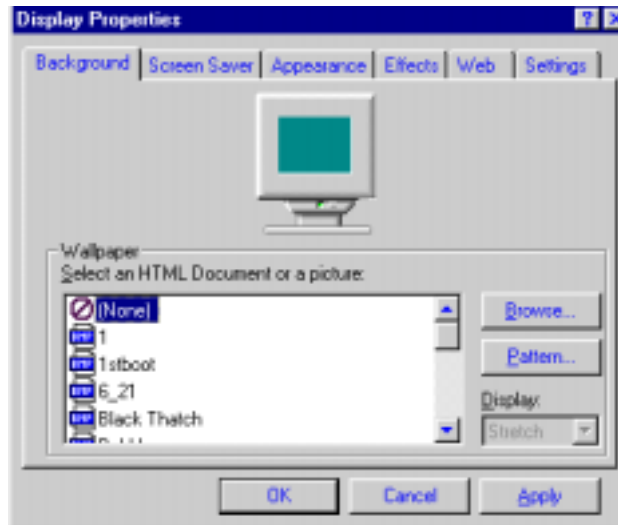 Display Properties
Background Screen Saver Appearance Effects Web Settings
Wallpaper
Select an HTML Document or a picture:
(None)
1
1stboot
6_21
Black Thatch
Browse...
Pattern...
Display:
Stretch
OK Cancel Apply